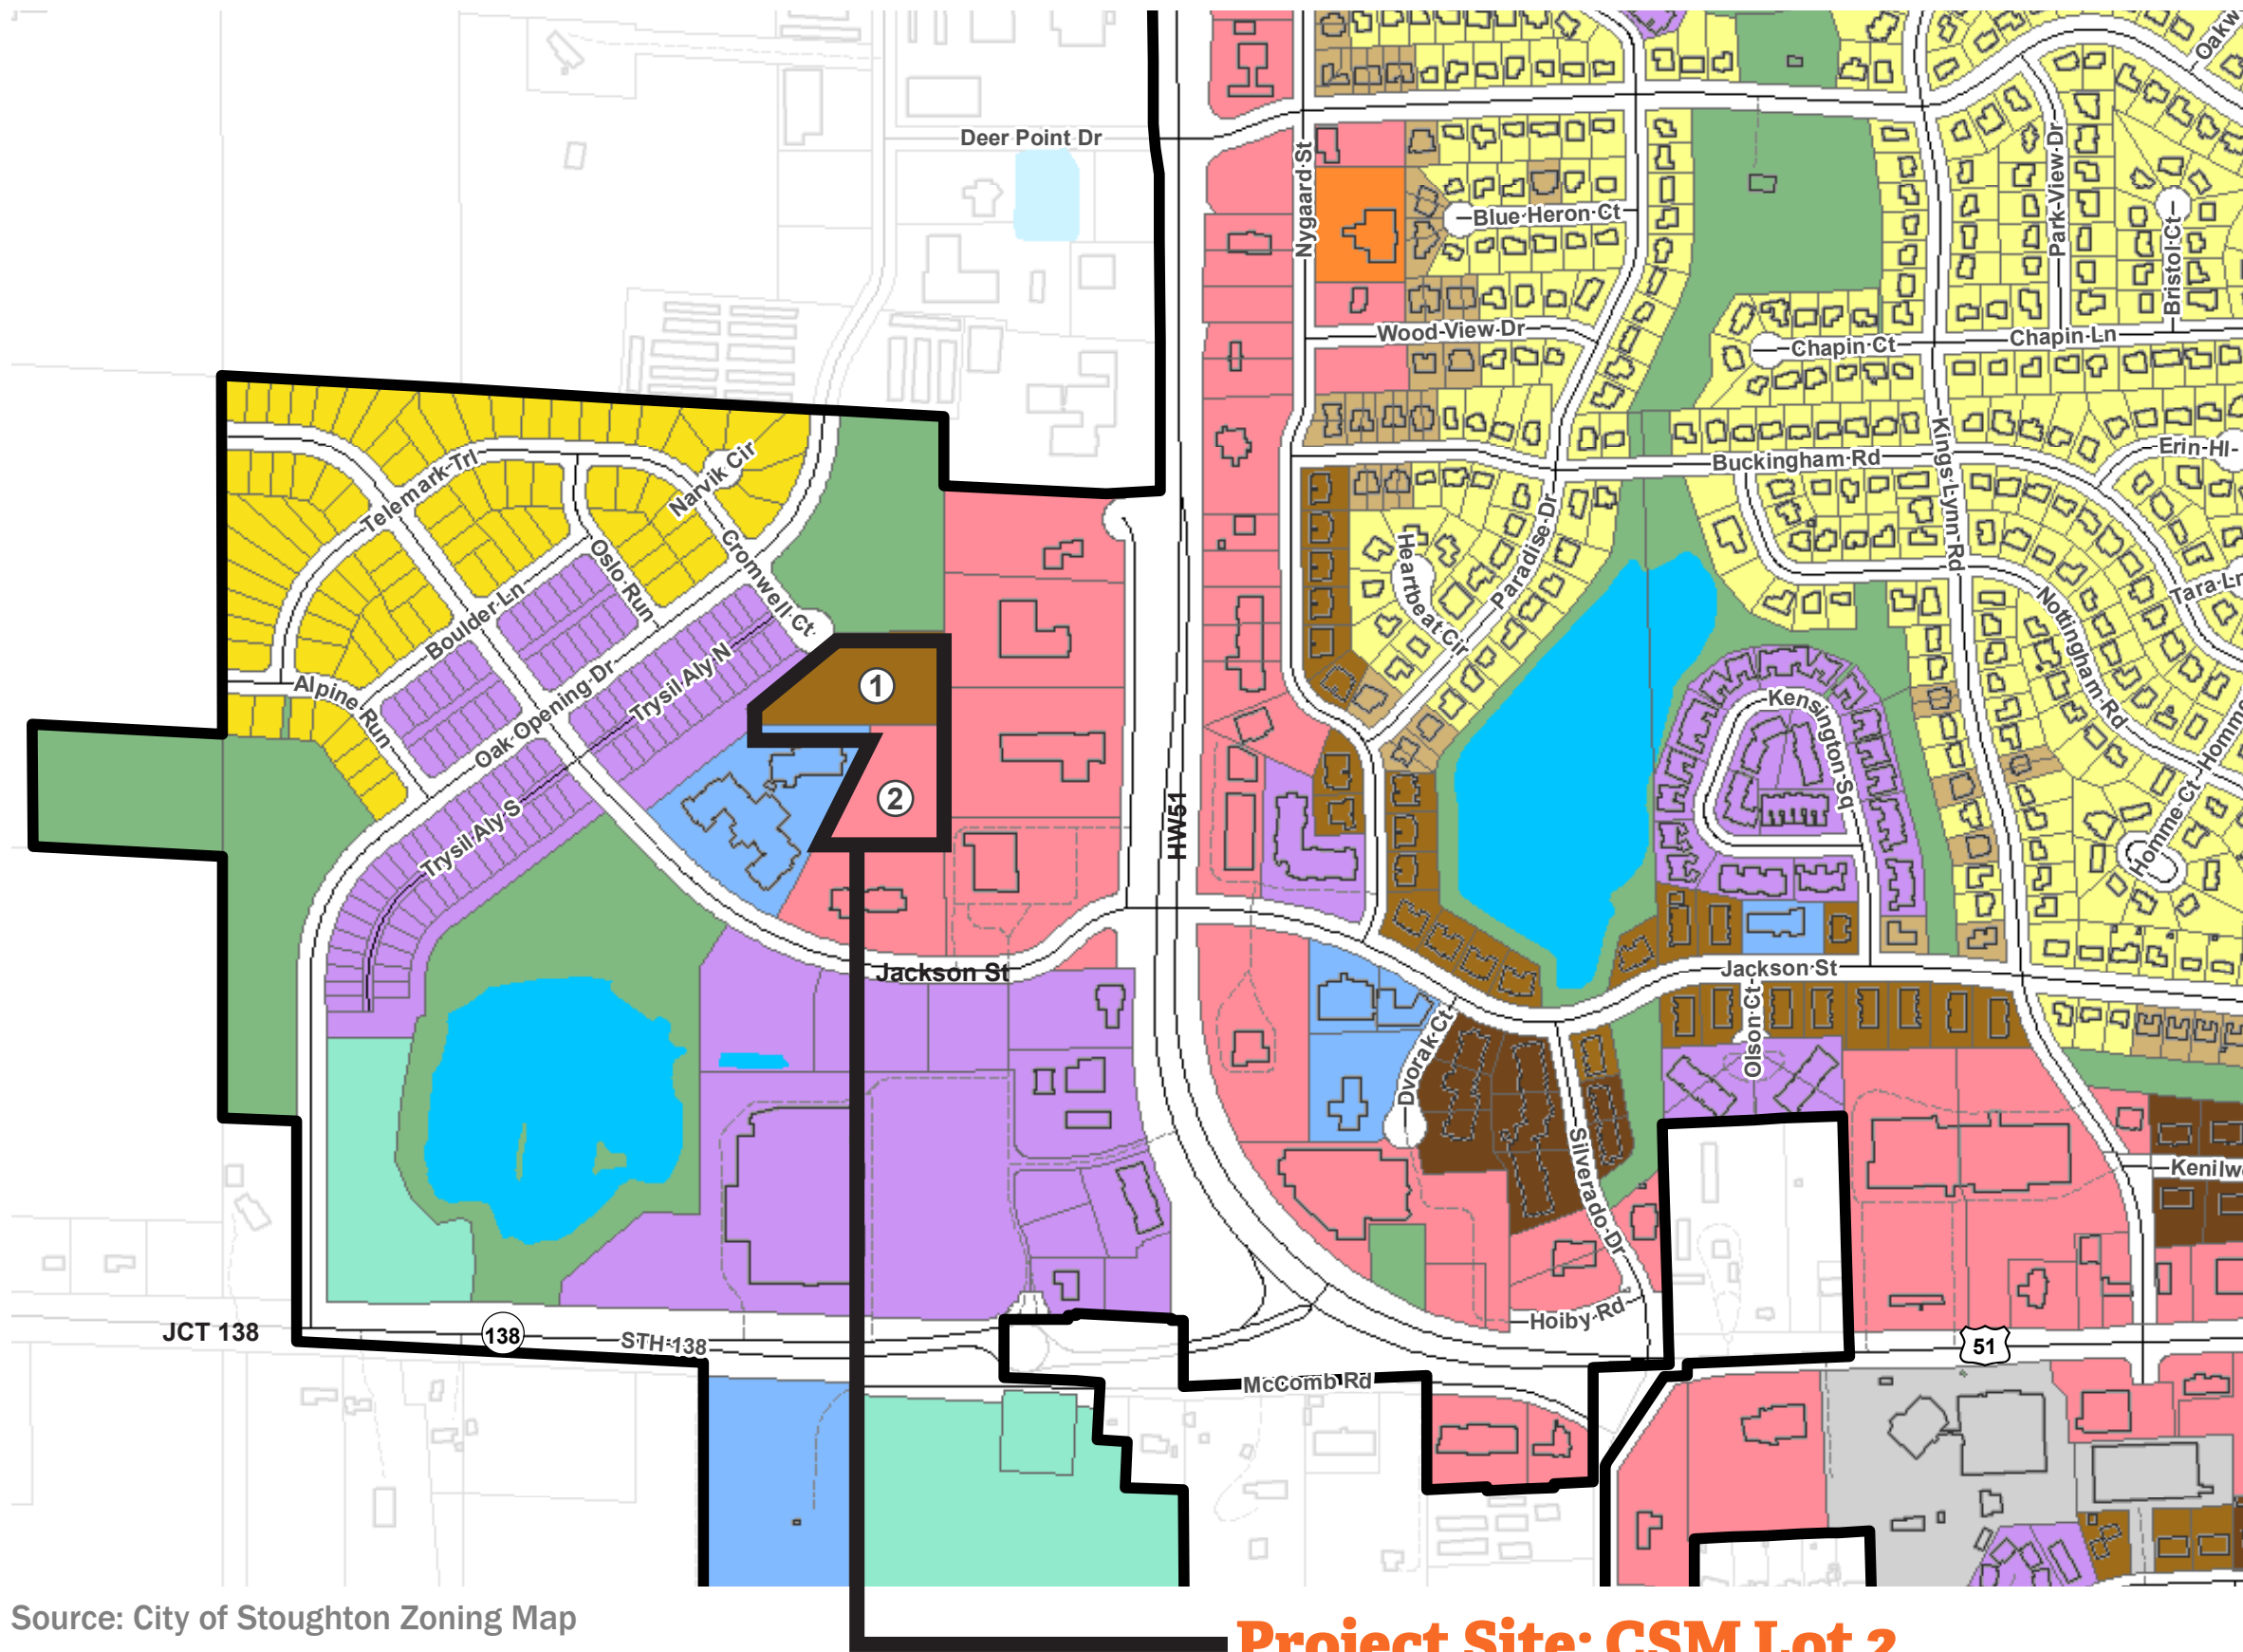 Oakw
Deer Point Dr
Nygaard St
Park-View Dr
Blue Heron Ct
Bristol Ct
Wood-View Dr
Chapin Ct
Chapin Ln
Narvik Cir
Telemark Trl
Buckingham Rd
Kings Lynn Rd
Erin-Hl-
Oslo Run
Cromwell Ct
Heartbeat Cir
Paradise Dr
Tara Ln
Boulder Ln
Nottingham Rd
Trysil Aly N
Alpine Run
Oak Opening Dr
1
Kensington Sq
Homme
2
HW51
Trysil Aly S
Homme Ct
Jackson St
Jackson St
Olson Ct
Dvorak Ct
Silverado Dr
Kenilw
Hoiby Rd
JCT 138
138
STH 138
51
McComb Rd
Source: City of Stoughton Zoning Map
Project Site: CSM Lot 2